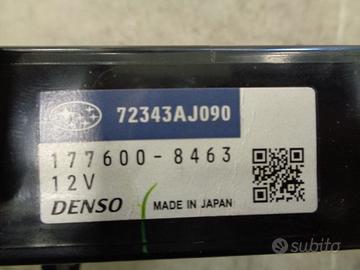 72343AJ090
177600-8463
12V
DENSO MADE IN JAPAN
subito